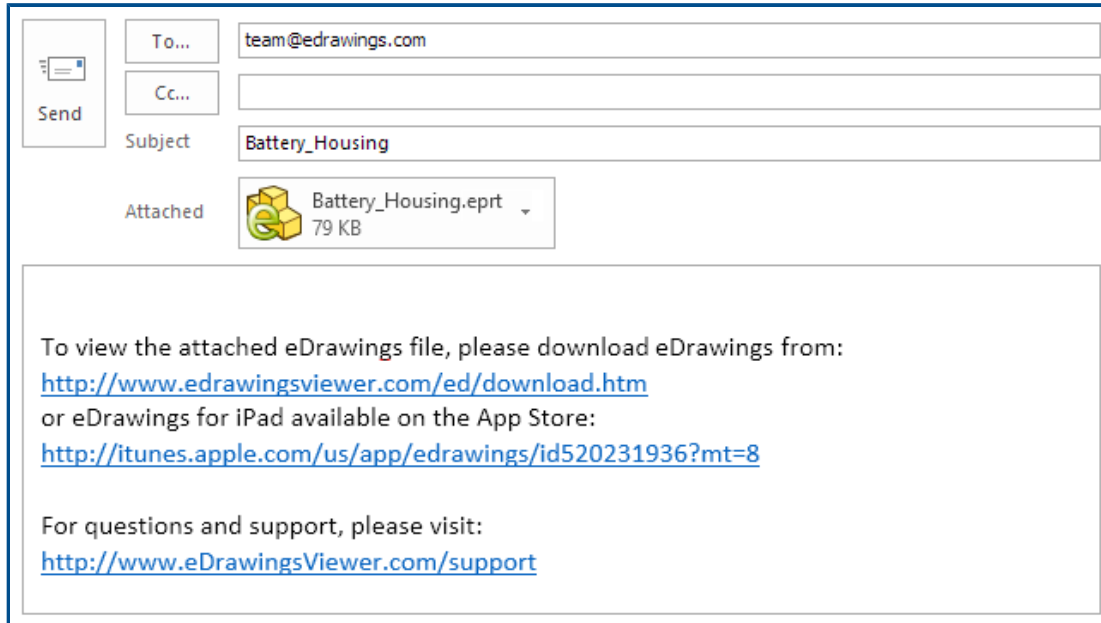 To...
team@edrawings.com
Cc...
Send
Subject
Battery_Housing
Attached
Battery_Housing.eprt
79 KB
To view the attached eDrawings file, please download eDrawings from:
http://www.edrawingsviewer.com/ed/download.htm
or eDrawings for iPad available on the App Store:
http://itunes.apple.com/us/app/edrawings/id520231936?mt=8
For questions and support, please visit:
http://www.eDrawingsViewer.com/support